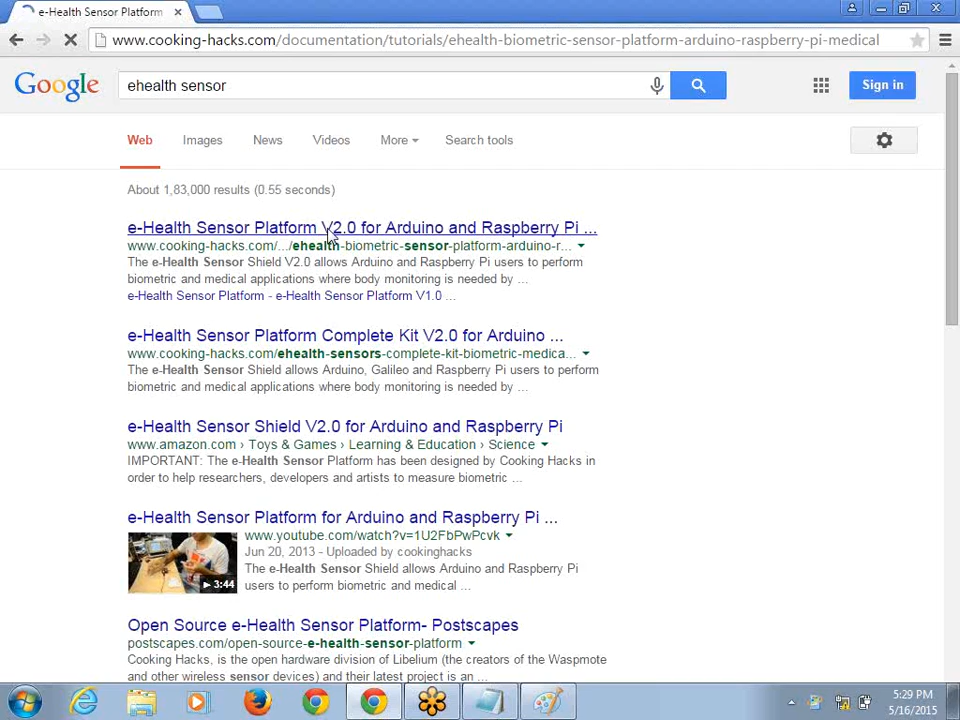 e-Health Sensor Platform
www.cooking-hacks.com/documentation/tutorials/ehealth-biometric-sensor-platform-arduino-raspberry-pi-medical
Google
ehealth sensor
Sign in
Web Images News Videos More Search tools
About 1,83,000 results (0.55 seconds)
e-Health Sensor Platform V2.0 for Arduino and Raspberry Pi ...
www.cooking-hacks.com/.../ehealth-biometric-sensor-platform-arduino-r...
The e-Health Sensor Shield V2.0 allows Arduino and Raspberry Pi users to perform
biometric and medical applications where body monitoring is needed by ...
e-Health Sensor Platform - e-Health Sensor Platform V1.0 ...
e-Health Sensor Platform Complete Kit V2.0 for Arduino ...
www.cooking-hacks.com/ehealth-sensors-complete-kit-biometric-medica...
The e-Health Sensor Shield allows Arduino, Galileo and Raspberry Pi users to perform
biometric and medical applications where body monitoring is needed by ...
e-Health Sensor Shield V2.0 for Arduino and Raspberry Pi
www.amazon.com › Toys & Games › Learning & Education › Science
IMPORTANT: The e-Health Sensor Platform has been designed by Cooking Hacks in
order to help researchers, developers and artists to measure biometric ...
e-Health Sensor Platform for Arduino and Raspberry Pi ...
www.youtube.com/watch?v=1U2FbPwPcvk
Jun 20, 2013 - Uploaded by cookinghacks
The e-Health Sensor Shield allows Arduino and Raspberry Pi
users to perform biometric and medical ...
3:44
Open Source e-Health Sensor Platform- Postscapes
postscapes.com/open-source-e-health-sensor-platform
Cooking Hacks, is the open hardware division of Libelium (the creators of the Waspmote
and other wireless sensor devices) and their latest project is an ...
5:29 PM
5/16/2015